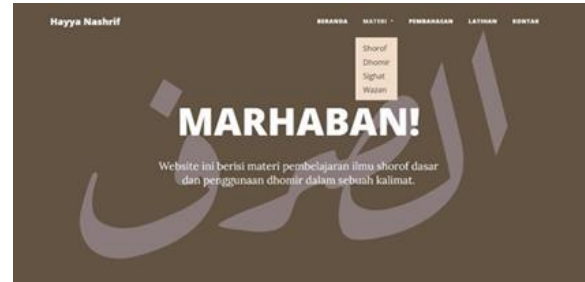 Hayya Nashrif
BERANDA MATERI PEMBAHASAN LATIHAN KONTAK
Shorof
Dhomir
Sighat
Wazan
الصرف
MARHABAN!
Website ini berisi materi pembelajaran ilmu shorof dasar
dan penggunaan dhomir dalam sebuah kalimat.